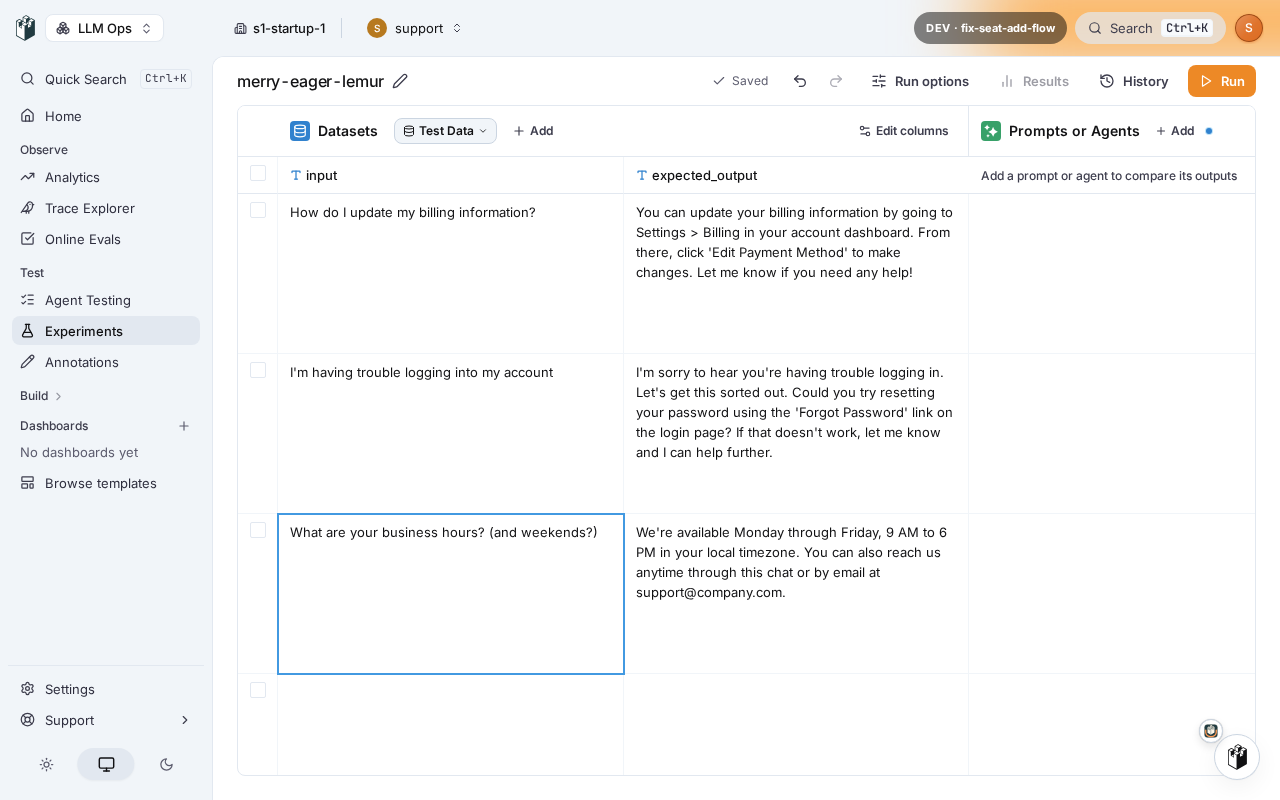 LLM Ops
s1-startup-1
S
support
DEV · fix-seat-add-flow
Search
Ctrl+K
S
Quick Search
Ctrl+K
Home
Observe
Analytics
Trace Explorer
Online Evals
Test
Agent Testing
Experiments
Annotations
Build
Dashboards
No dashboards yet
Browse templates
Settings
Support
merry-eager-lemur
Saved
Run options
Results
History
Run
Datasets
Test Data
Add
Edit columns
Prompts or Agents
Add
input
expected_output
Add a prompt or agent to compare its outputs
How do I update my billing information?
You can update your billing information by going to
Settings > Billing in your account dashboard. From
there, click 'Edit Payment Method' to make
changes. Let me know if you need any help!
I'm having trouble logging into my account
I'm sorry to hear you're having trouble logging in.
Let's get this sorted out. Could you try resetting
your password using the 'Forgot Password' link on
the login page? If that doesn't work, let me know
and I can help further.
What are your business hours? (and weekends?)
We're available Monday through Friday, 9 AM to 6
PM in your local timezone. You can also reach us
anytime through this chat or by email at
support@company.com.